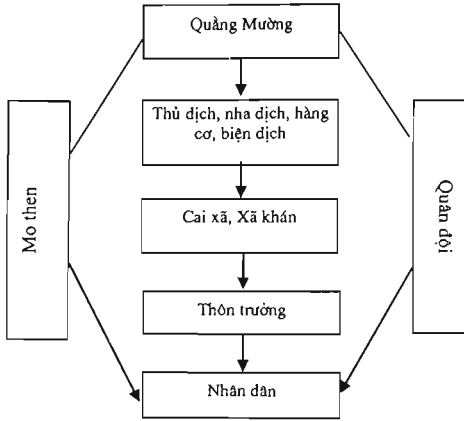 Quảng Mường
Thủ dịch, nha dịch, hàng
cơ, biện dịch
Mo then
Quân đội
Cai xã, Xã khán
Thôn trưởng
Nhân dân